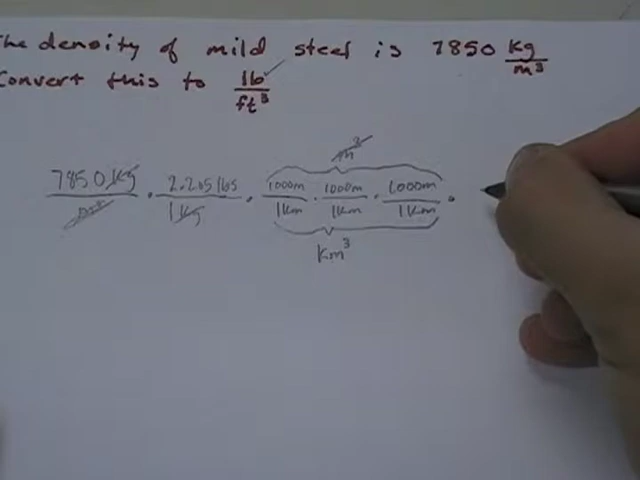 The density of mild steel is 7850 kg/m³
Convert this to lb/ft³
m³
7850 kg/m³ · 2.205 lbs/1 kg · 1000m/1km · 1000m/1km · 1000m/1km ·
km³